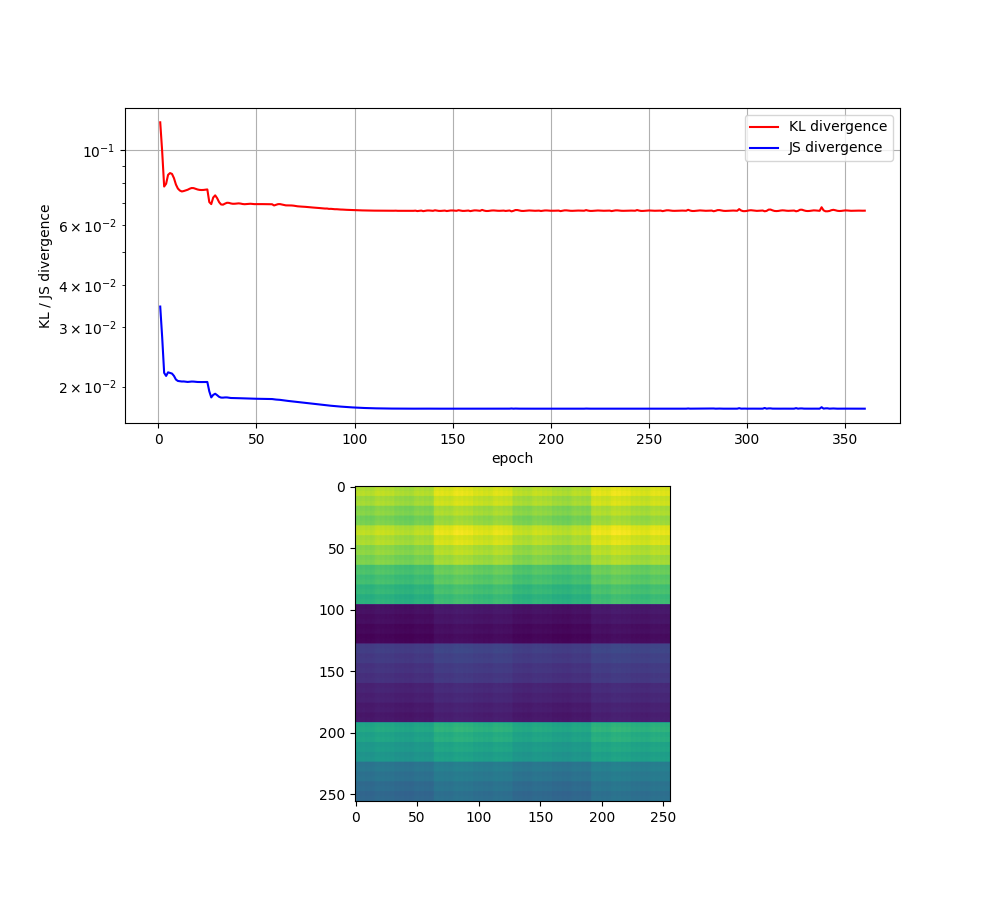 KL divergence
JS divergence
KL / JS divergence
10⁻¹
6 × 10⁻²
4 × 10⁻²
3 × 10⁻²
2 × 10⁻²
0 50 100 150 200 250 300 350
epoch
0
50
100
150
200
250
0 50 100 150 200 250